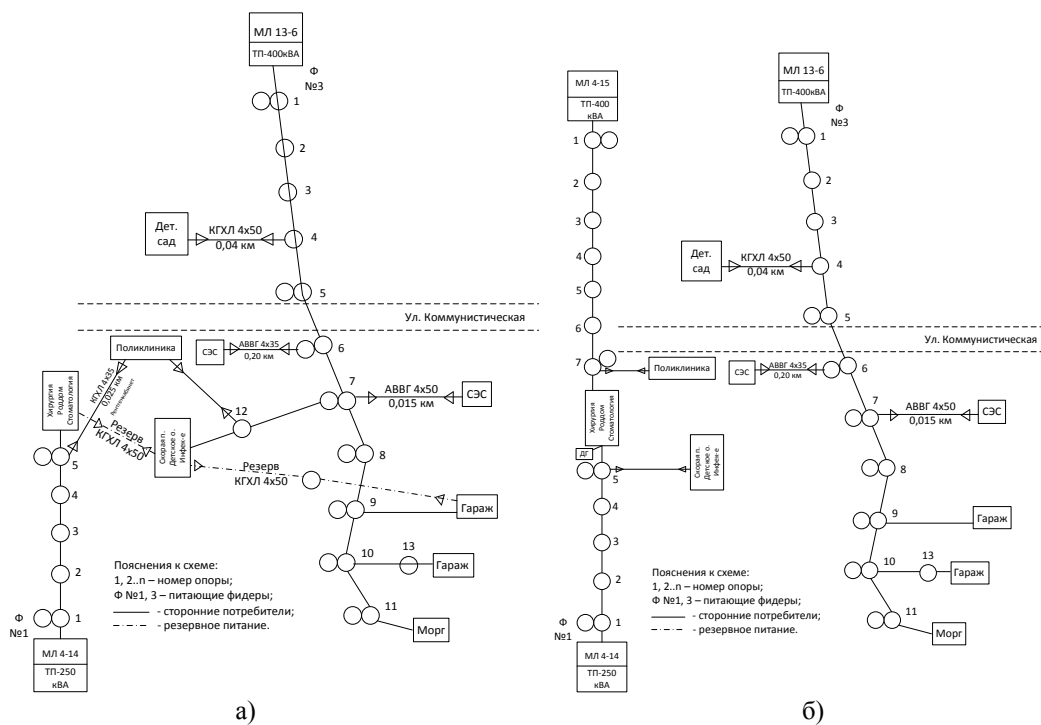 МЛ 13-6
ТП-400кВА
Ф
№3
1
2
3
4
Дет.
сад
КГХЛ 4х50
0,04 км
5
Ул. Коммунистическая
6
СЭС
АВВГ 4х35
0,20 км
Поликлиника
КГХЛ 4х35
0,025 км
Рентгенкабинет
Хирургия
Роддом
Стоматология
Резерв
КГХЛ 4х50
12
7
АВВГ 4х50
0,015 км
СЭС
Скорая п.
Детское о.
Инфек-е
5
8
Резерв
КГХЛ 4х50
4
9
Гараж
3
10
13
Гараж
2
11
Морг
Ф
№1
1
МЛ 4-14
ТП-250
кВА
Пояснения к схеме:
1, 2..n – номер опоры;
Ф №1, 3 – питающие фидеры;
- сторонние потребители;
- резервное питание.
а)
МЛ 4-15
ТП-400
кВА
1
2
3
4
5
6
7
Поликлиника
Хирургия
Роддом
Стоматология
ДГ
5
Скорая п.
Детское о.
Инфек-е
4
3
2
Ф
№1
1
МЛ 4-14
ТП-250
кВА
МЛ 13-6
ТП-400кВА
Ф
№3
1
2
3
4
Дет.
сад
КГХЛ 4х50
0,04 км
5
Ул. Коммунистическая
6
СЭС
АВВГ 4х35
0,20 км
7
АВВГ 4х50
0,015 км
СЭС
8
9
Гараж
10
13
Гараж
11
Морг
Пояснения к схеме:
1, 2..n – номер опоры;
Ф №1, 3 – питающие фидеры;
- сторонние потребители;
- резервное питание.
б)